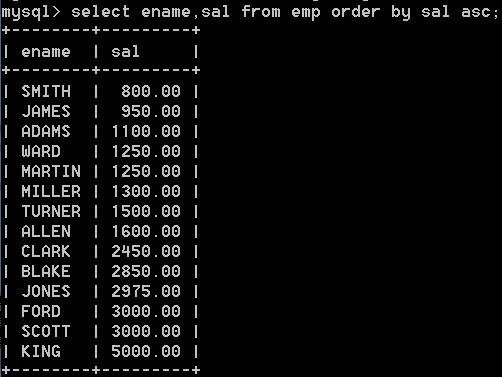 mysql> select ename,sal from emp order by sal asc;
+--------+---------+
| ename  | sal     |
+--------+---------+
| SMITH  |  800.00 |
| JAMES  |  950.00 |
| ADAMS  | 1100.00 |
| WARD   | 1250.00 |
| MARTIN | 1250.00 |
| MILLER | 1300.00 |
| TURNER | 1500.00 |
| ALLEN  | 1600.00 |
| CLARK  | 2450.00 |
| BLAKE  | 2850.00 |
| JONES  | 2975.00 |
| FORD   | 3000.00 |
| SCOTT  | 3000.00 |
| KING   | 5000.00 |
+--------+---------+